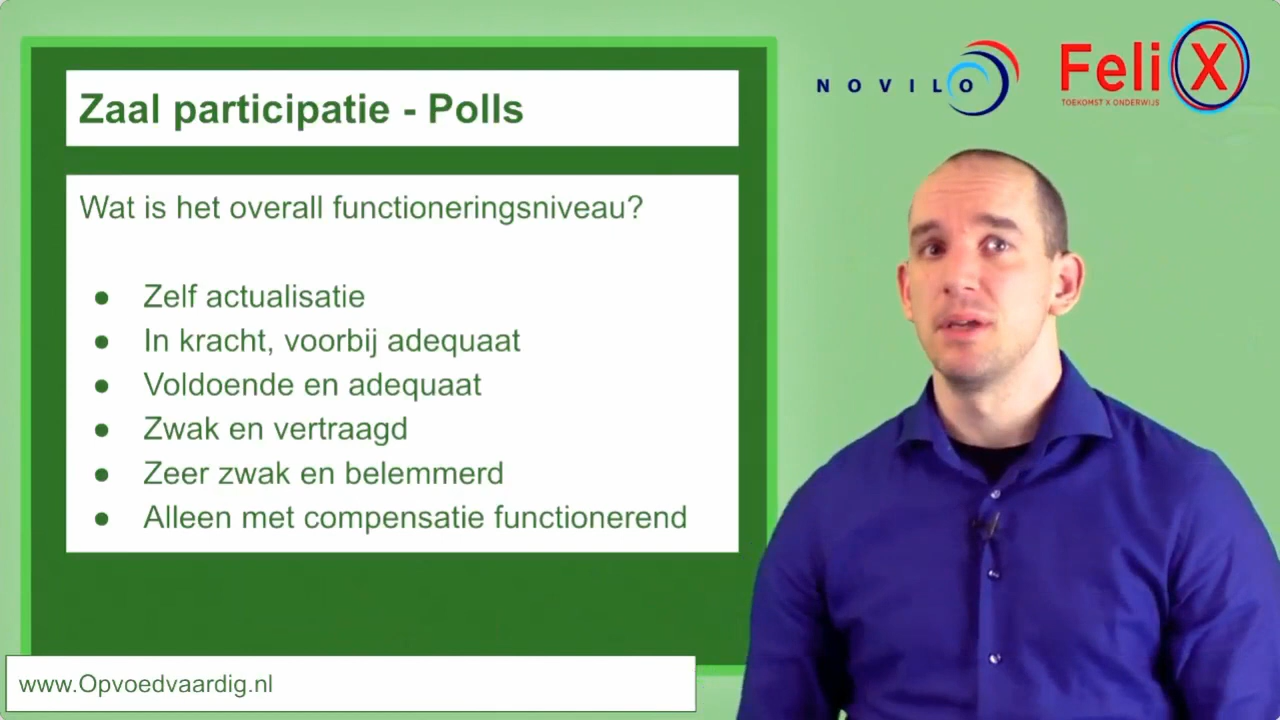 Zaal participatie - Polls
Wat is het overall functioneringsniveau?
● Zelf actualisatie
● In kracht, voorbij adequaat
● Voldoende en adequaat
● Zwak en vertraagd
● Zeer zwak en belemmerd
● Alleen met compensatie functionerend
www.Opvoedvaardig.nl
NOVILO
FeliX
TOEKOMST X ONDERWIJS